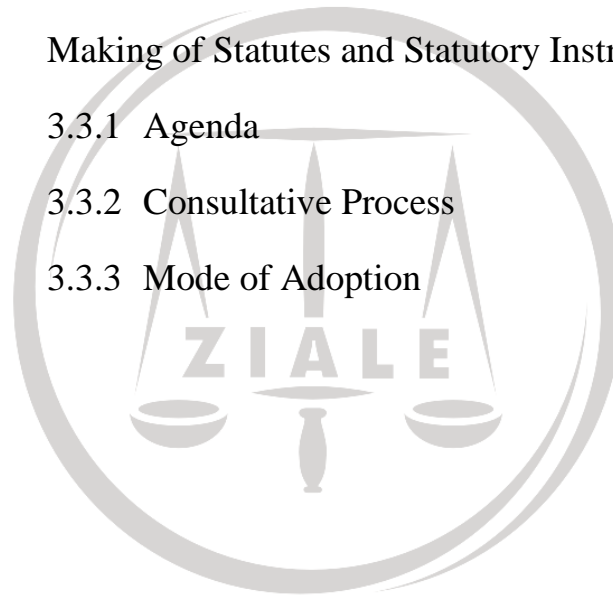 Making of Statutes and Statutory
3.3.1 Agenda
3.3.2 Consultative Process
3.3.3 Mode of Adoption
ZIALE